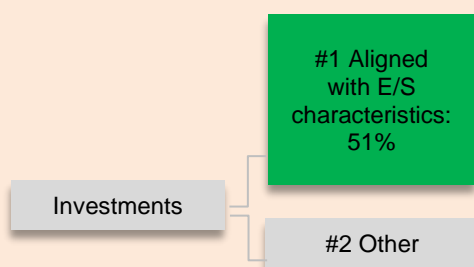 #1 Aligned
with E/S
characteristics:
51%
Investments
#2 Other